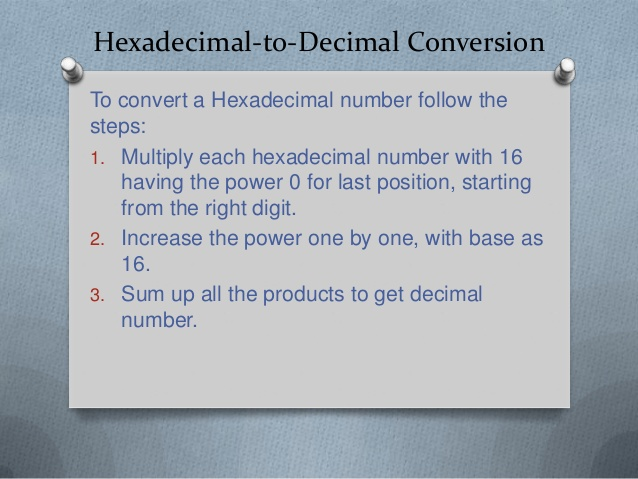 Hexadecimal-to-Decimal Conversion
To convert a Hexadecimal number follow the
steps:
1. Multiply each hexadecimal number with 16
having the power 0 for last position, starting
from the right digit.
2. Increase the power one by one, with base as
16.
3. Sum up all the products to get decimal
number.